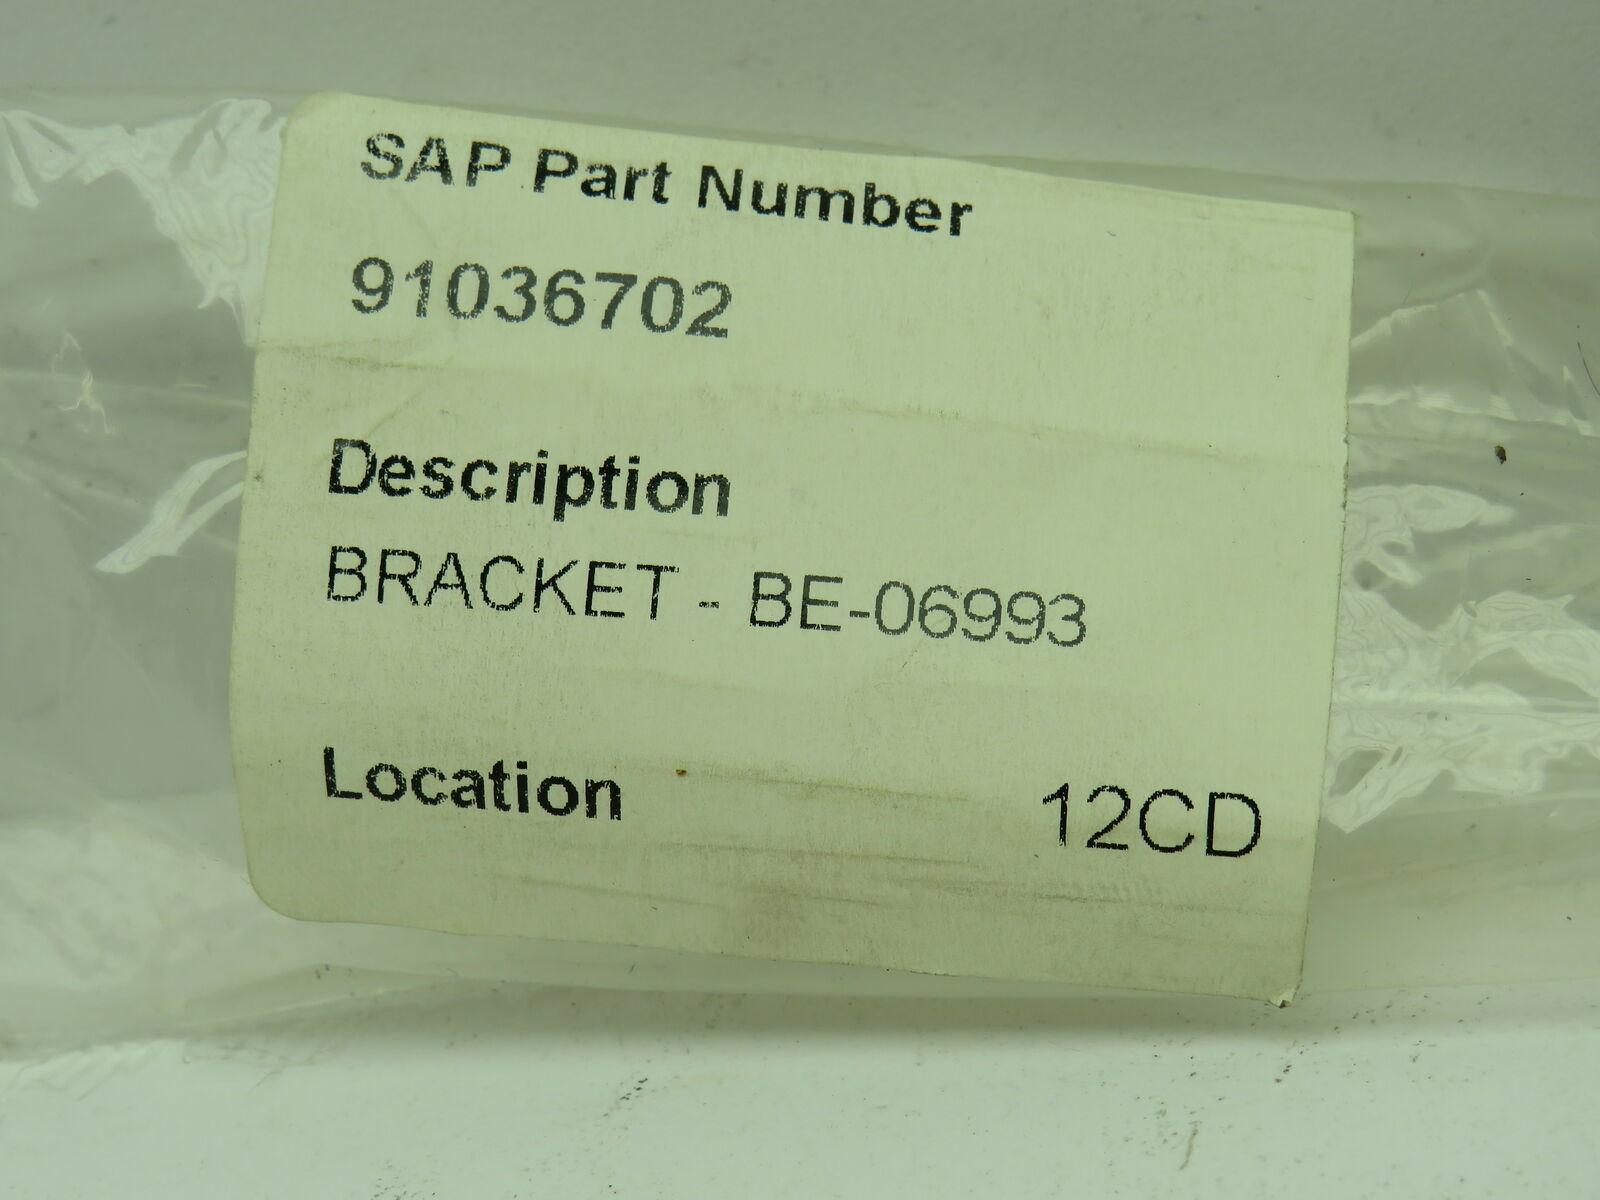 SAP Part Number
91036702
Description
BRACKET - BE-06993
Location 12CD